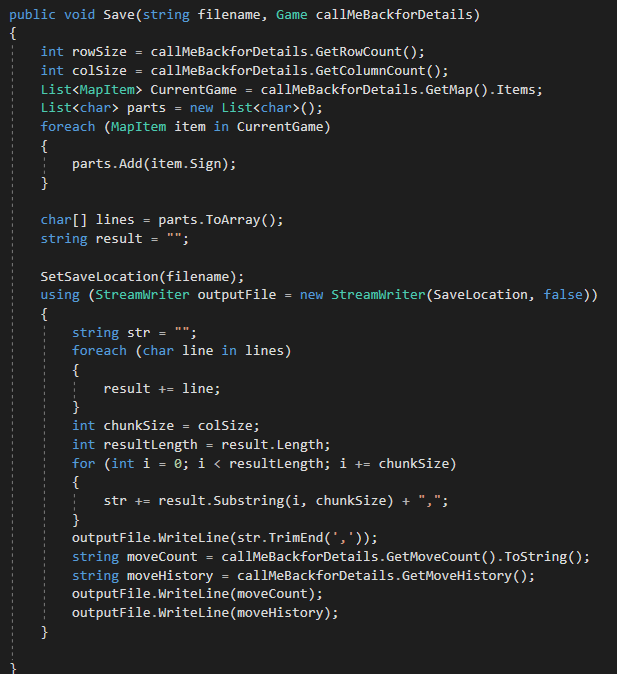 public void Save(string filename, Game callMeBackforDetails)
{
    int rowSize = callMeBackforDetails.GetRowCount();
    int colSize = callMeBackforDetails.GetColumnCount();
    List<MapItem> CurrentGame = callMeBackforDetails.GetMap().Items;
    List<char> parts = new List<char>();
    foreach (MapItem item in CurrentGame)
    {
        parts.Add(item.Sign);
    }

    char[] lines = parts.ToArray();
    string result = "";

    SetSaveLocation(filename);
    using (StreamWriter outputFile = new StreamWriter(SaveLocation, false))
    {
        string str = "";
        foreach (char line in lines)
        {
            result += line;
        }
        int chunkSize = colSize;
        int resultLength = result.Length;
        for (int i = 0; i < resultLength; i += chunkSize)
        {
            str += result.Substring(i, chunkSize) + ",";
        }
        outputFile.WriteLine(str.TrimEnd(','));
        string moveCount = callMeBackforDetails.GetMoveCount().ToString();
        string moveHistory = callMeBackforDetails.GetMoveHistory();
        outputFile.WriteLine(moveCount);
        outputFile.WriteLine(moveHistory);
    }

}